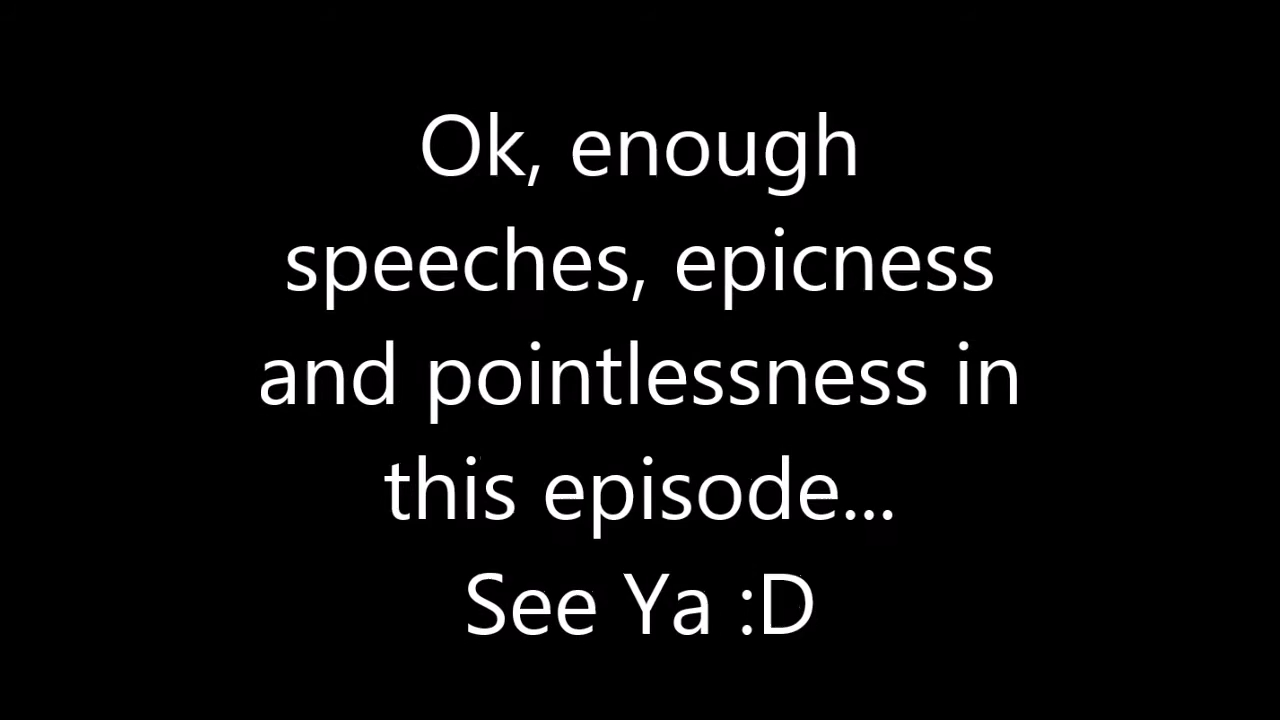 Ok, enough
speeches, epicness
and pointlessness in
this episode...
See Ya :D